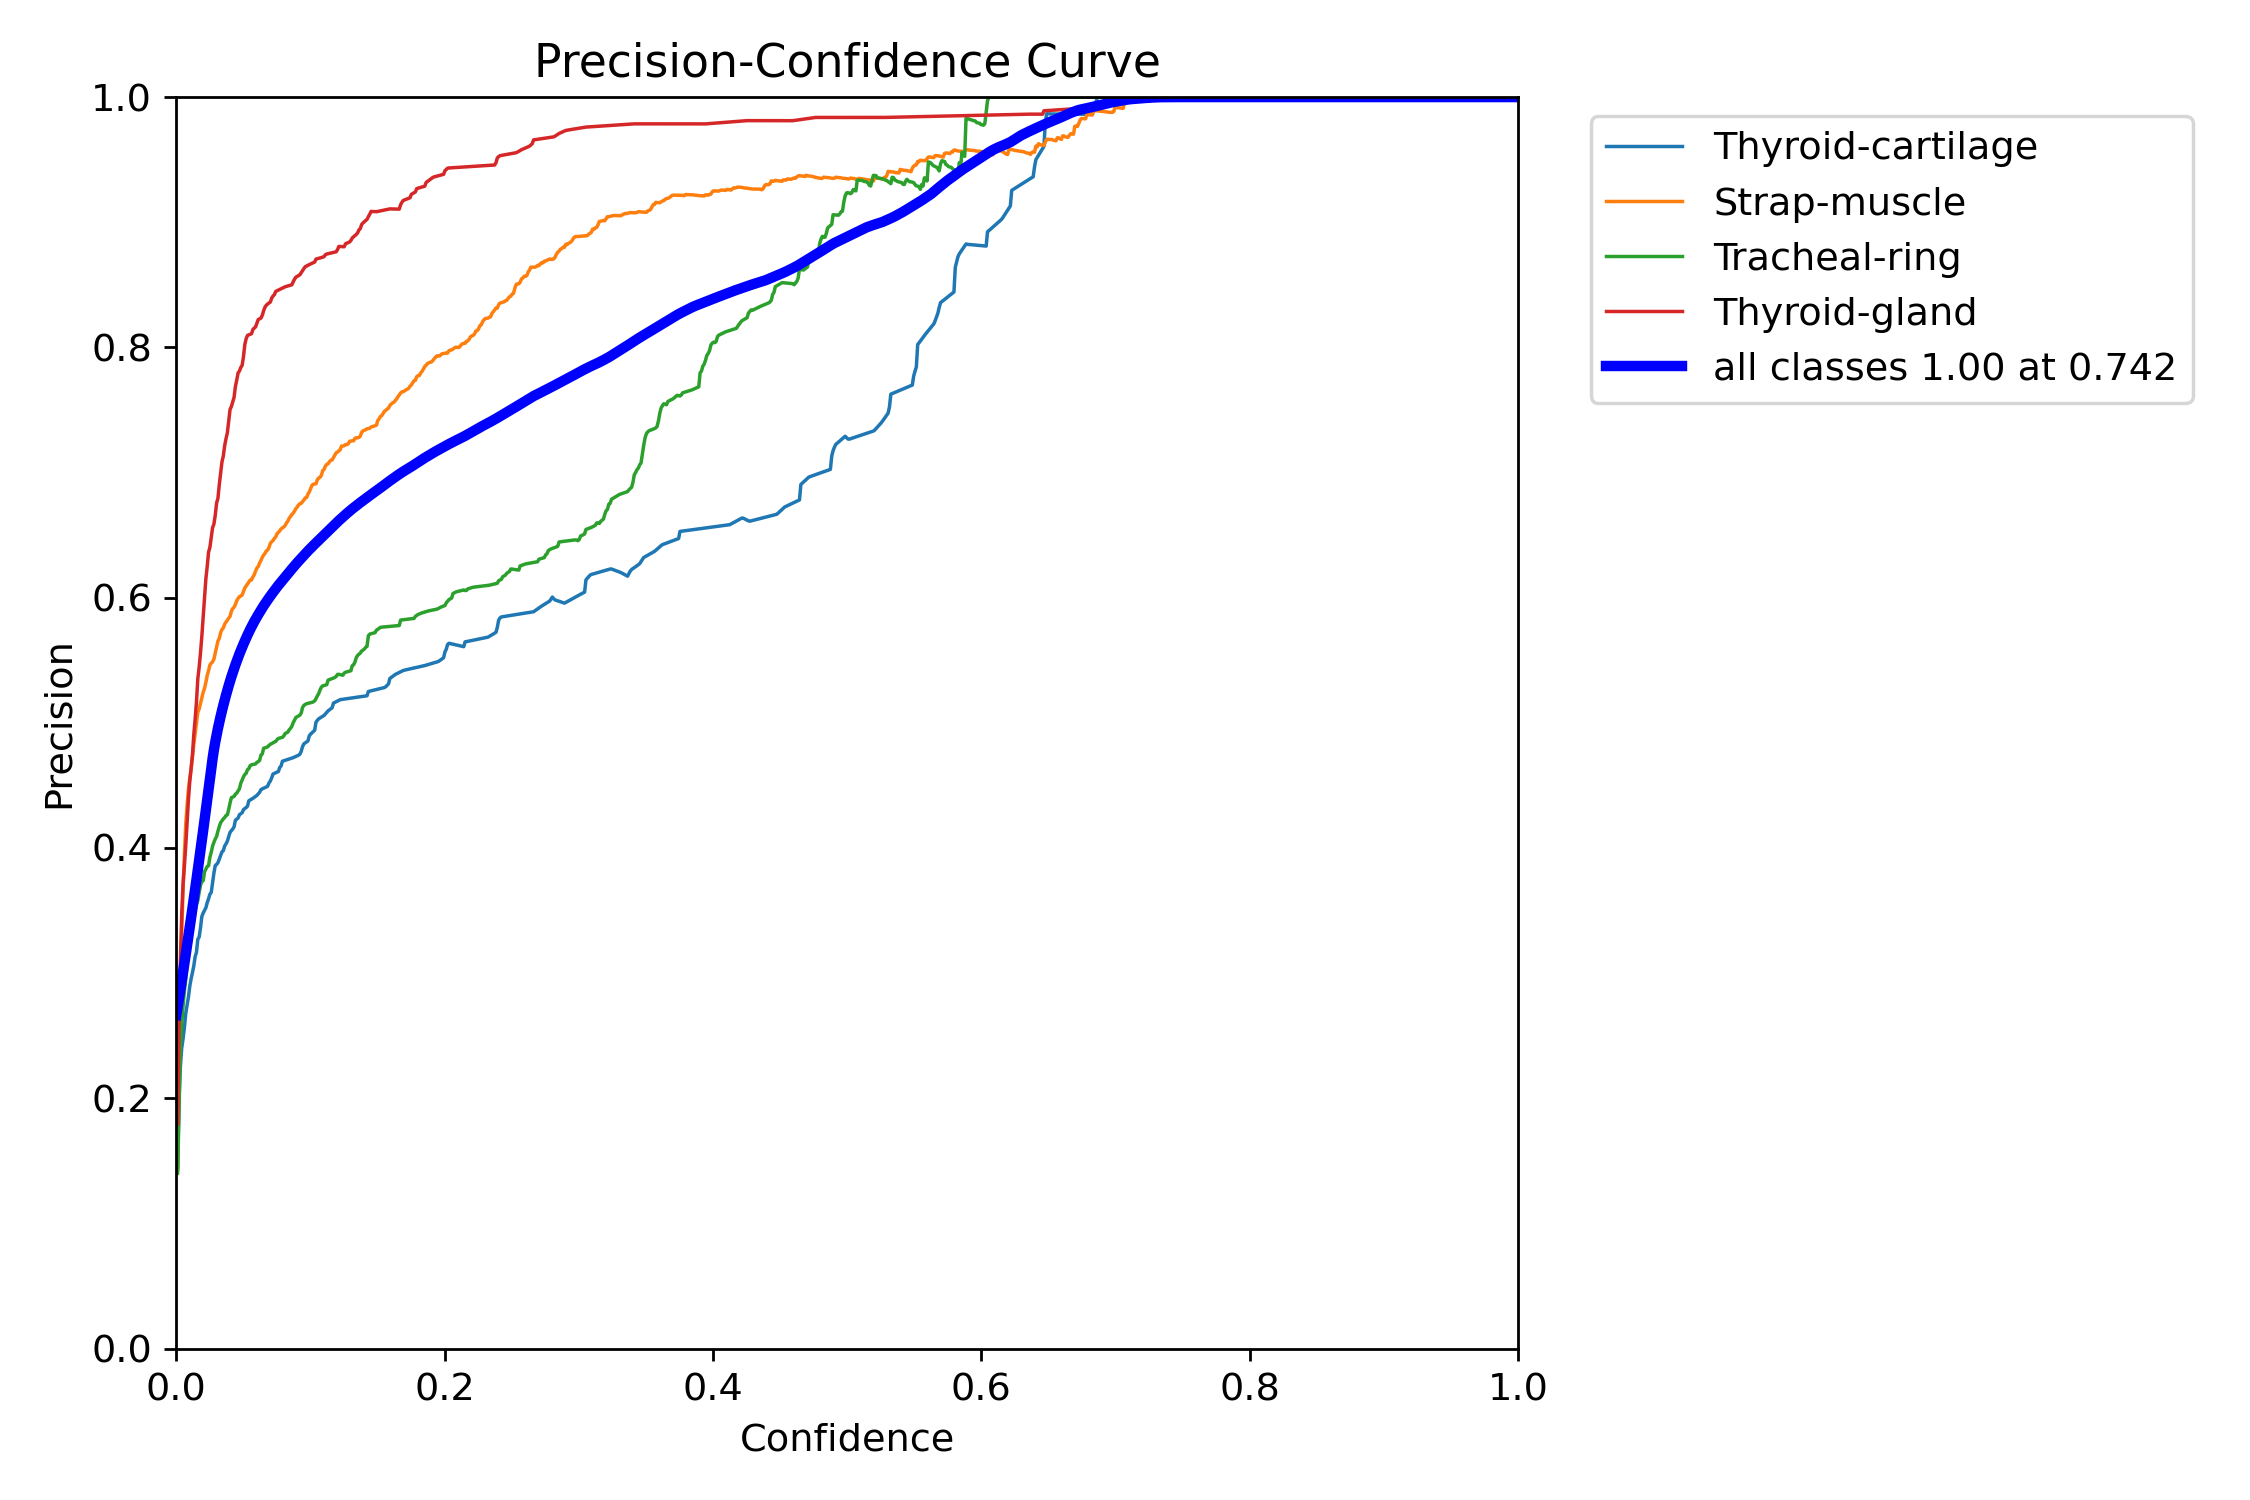 Precision-Confidence Curve
1.0
0.8
0.6
0.4
0.2
0.0
Precision
0.0 0.2 0.4 0.6 0.8 1.0
Confidence
Thyroid-cartilage
Strap-muscle
Tracheal-ring
Thyroid-gland
all classes 1.00 at 0.742